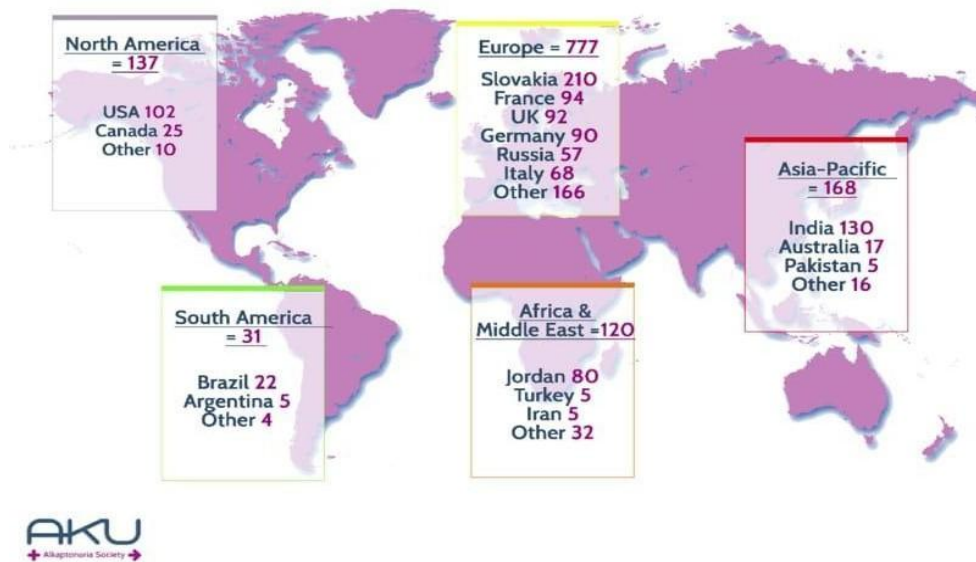 North America
= 137
USA 102
Canada 25
Other 10
Europe = 777
Slovakia 210
France 94
UK 92
Germany 90
Russia 57
Italy 68
Other 166
Asia-Pacific
= 168
India 130
Australia 17
Pakistan 5
Other 16
South America
= 31
Brazil 22
Argentina 5
Other 4
Africa &
Middle East =120
Jordan 80
Turkey 5
Iran 5
Other 32
AKU
Alkaptonuria Society